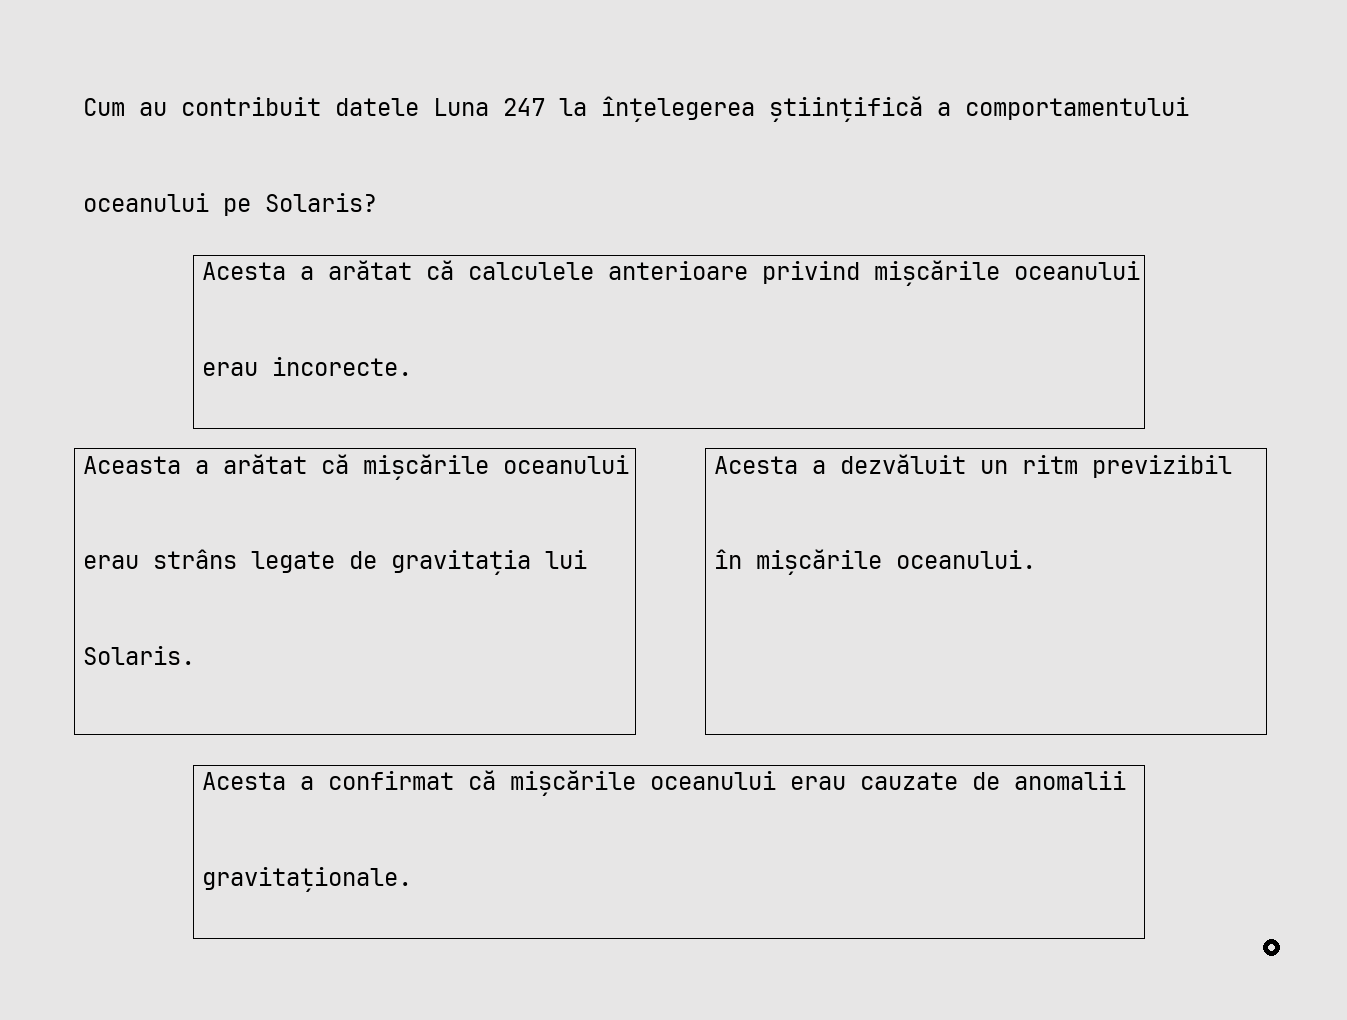 Cum au contribuit datele Luna 247 la înțelegerea științifică a comportamentului
oceanului pe Solaris?
Acesta a arătat că calculele anterioare privind mișcările oceanului
erau incorecte.
Aceasta a arătat că mișcările oceanului
erau strâns legate de gravitația lui
Solaris.
Acesta a dezvăluit un ritm previzibil
în mișcările oceanului.
Acesta a confirmat că mișcările oceanului erau cauzate de anomalii
gravitaționale.